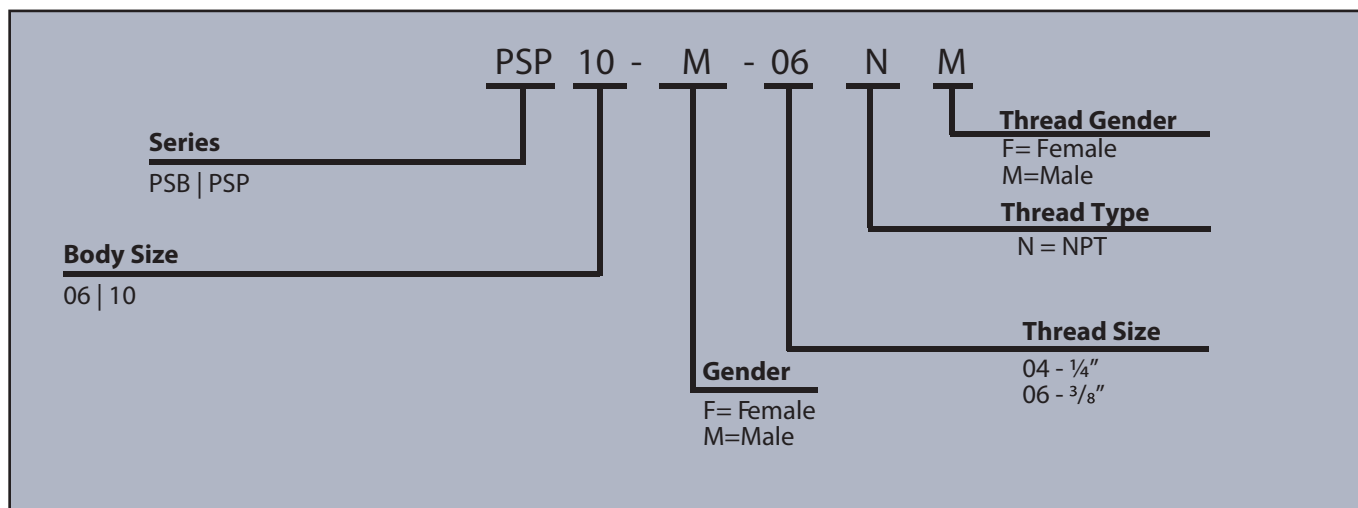 PSP 10 - M - 06 N M
Thread Gender
F= Female
M=Male
Series
PSB | PSP
Thread Type
N = NPT
Body Size
06 | 10
Thread Size
04 - ¼"
06 - ³/₈"
Gender
F= Female
M=Male